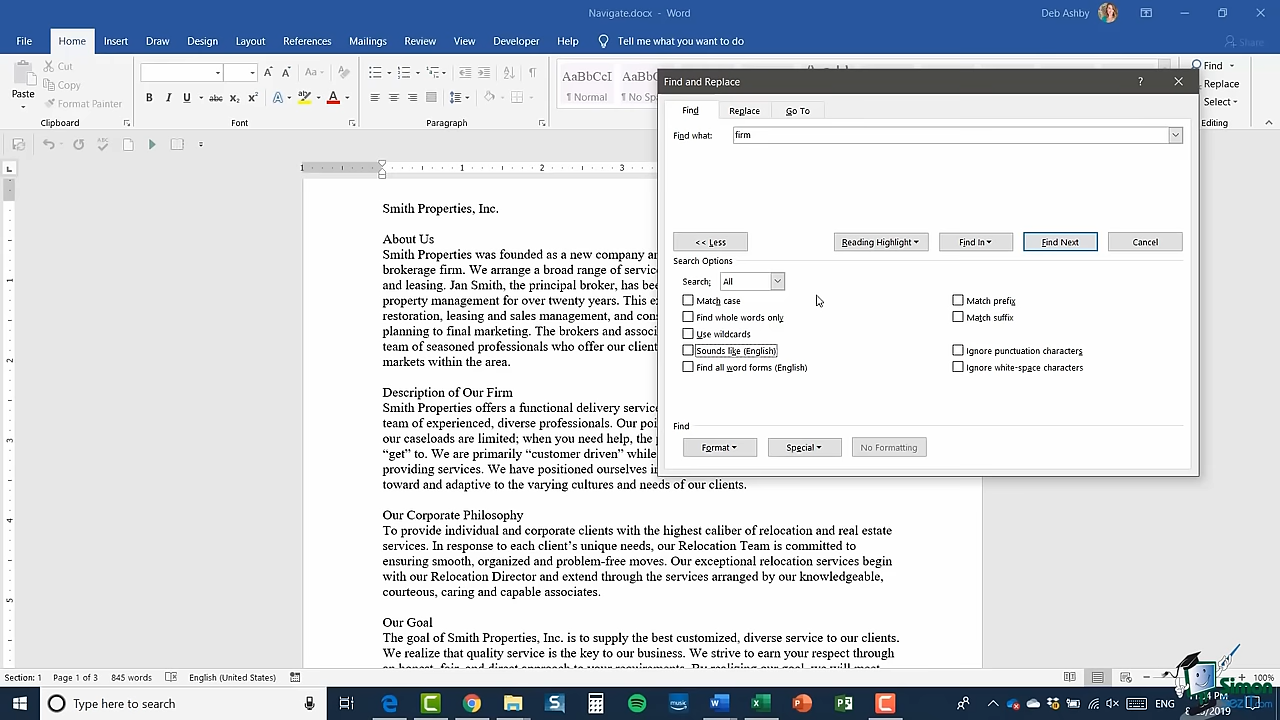 Navigate.docx - Word
Deb Ashby
File Home Insert Draw Design Layout References Mailings Review View Developer Help Tell me what you want to do Share
Cut
Copy
Format Painter
Paste
Clipboard
B I U abc x₂ x² A A
Aa
Font
Paragraph
AaBbCcI AaBbC
¶ Normal ¶ No Spa
Find
Replace
Select
Editing
Find and Replace
Find Replace Go To
Find what: firm
<< Less Reading Highlight Find In Find Next Cancel
Search Options
Search: All
Match case
Find whole words only
Use wildcards
Sounds like (English)
Find all word forms (English)
Match prefix
Match suffix
Ignore punctuation characters
Ignore white-space characters
Find
Format Special No Formatting
1 1 2 3
Smith Properties, Inc.
About Us
Smith Properties was founded as a new company a
brokerage firm. We arrange a broad range of servic
and leasing. Jan Smith, the principal broker, has bee
property management for over twenty years. This e
restoration, leasing and sales management, and con
planning to final marketing. The brokers and associ
team of seasoned professionals who offer our client
markets within the area.
Description of Our Firm
Smith Properties offers a functional delivery service
team of experienced, diverse professionals. Our poi
our caseloads are limited; when you need help, the p
“get” to. We are primarily “customer driven” while
providing services. We have positioned ourselves i
toward and adaptive to the varying cultures and needs of our clients.
Our Corporate Philosophy
To provide individual and corporate clients with the highest caliber of relocation and real estate
services. In response to each client’s unique needs, our Relocation Team is committed to
ensuring smooth, organized and problem-free moves. Our exceptional relocation services begin
with our Relocation Director and extend through the services arranged by our knowledgeable,
courteous, caring and capable associates.
Our Goal
The goal of Smith Properties, Inc. is to supply the best customized, diverse service to our clients.
We realize that quality service is the key to our business. We strive to earn your respect through
Section: 1 Page 1 of 3 845 words English (United States) 100%
Type here to search
music
ENG
Simon